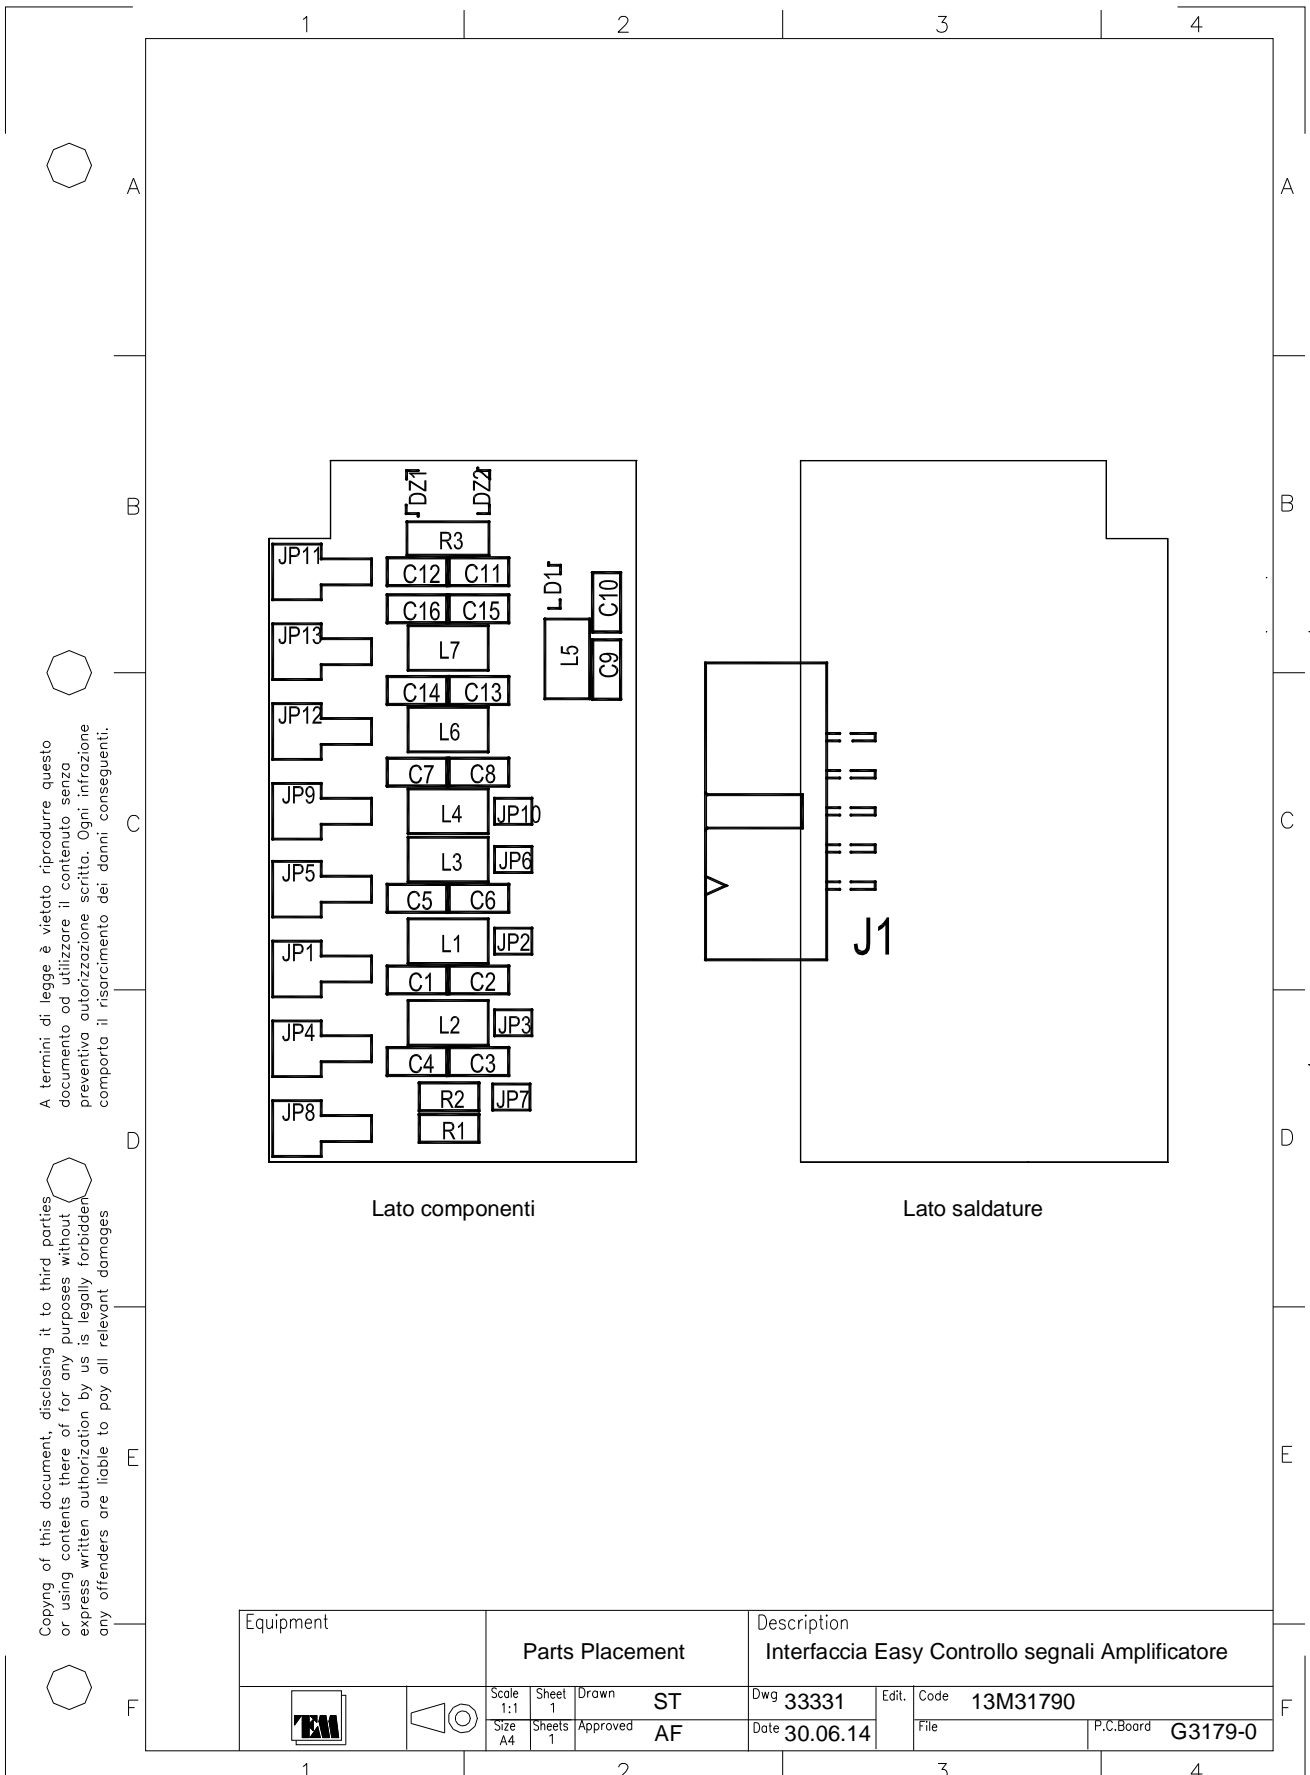 1 2 3 4
A A
B B
C C
D D
E E
F F
A termini di legge è vietato riprodurre questo
documento od utilizzare il contenuto senza
preventiva autorizzazione scritta. Ogni infrazione
comporta il risarcimento dei danni conseguenti.
Copyng of this document, disclosing it to third parties
or using contents there of for any purposes without
express written authorization by us is legally forbidden
any offenders are liable to pay all relevant damages
DZ1 DZ2
R3
JP11 C12 C11 D1 C10
C16 C15
JP13 L7 L5 C9
C14 C13
JP12 L6
C7 C8
JP9 L4 JP10
L3 JP6
JP5 C5 C6
L1 JP2
JP1 C1 C2
L2 JP3
JP4 C4 C3
R2 JP7
JP8 R1
J1
Lato componenti
Lato saldature
Equipment
Parts Placement
Description
Interfaccia Easy Controllo segnali Amplificatore
TEM
Scale 1:1
Sheet 1
Drawn ST
Dwg 33331
Edit.
Code 13M31790
Size A4
Sheets 1
Approved AF
Date 30.06.14
File
P.C.Board G3179-0
1 2 3 4